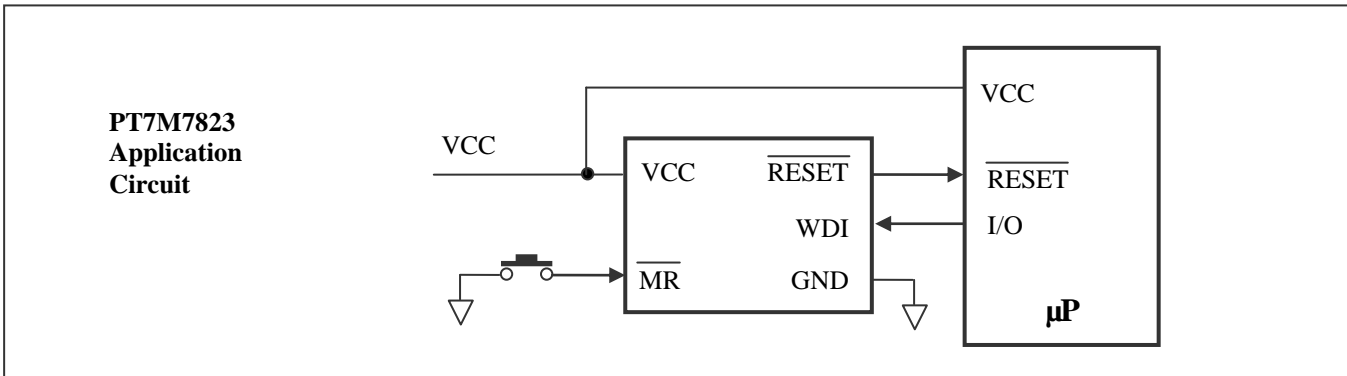 PT7M7823
Application
Circuit
VCC
VCC
RESET
WDI
MR
GND
VCC
RESET
I/O
µP